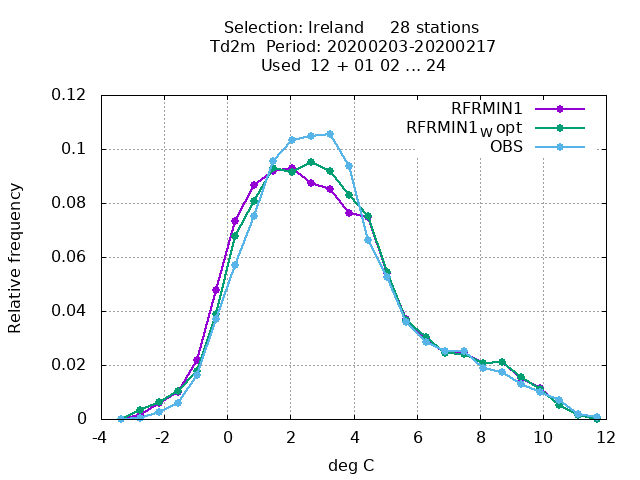 Selection: Ireland     28 stations
Td2m  Period: 20200203-20200217
Used  12 + 01 02 ... 24
RFRMIN1
RFRMIN1_W opt
OBS
Relative frequency
0.12
0.1
0.08
0.06
0.04
0.02
0
-4 -2 0 2 4 6 8 10 12
deg C